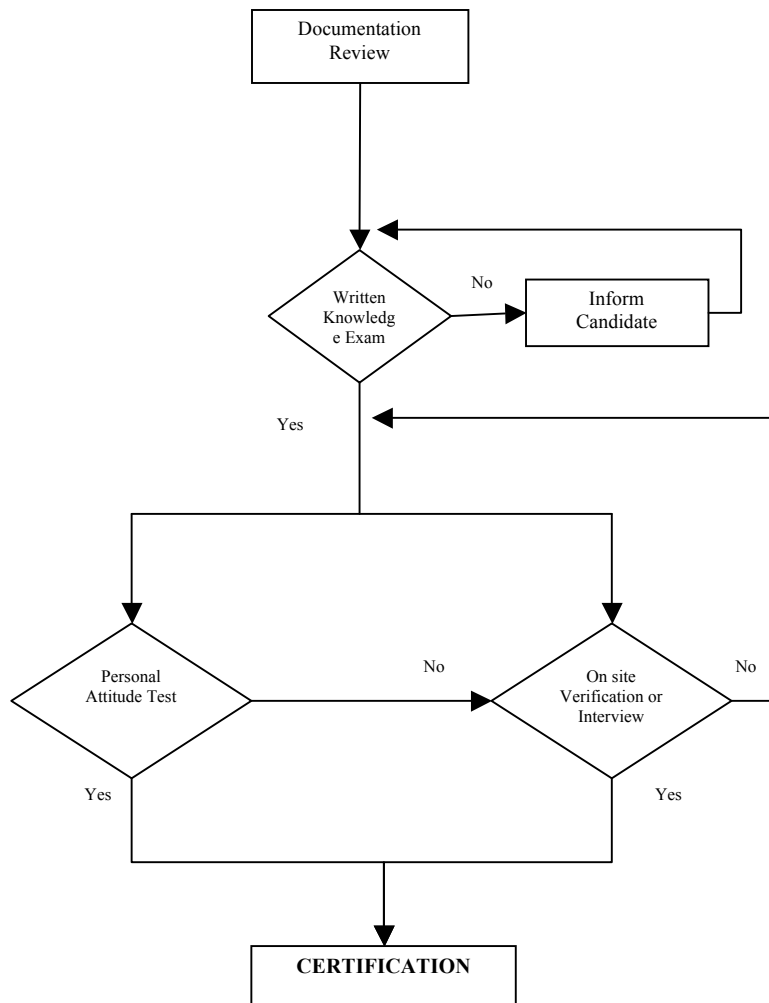 Documentation
Review
Written
Knowledg
e Exam
No
Inform
Candidate
Yes
Personal
Attitude Test
No
On site
Verification or
Interview
No
Yes
Yes
CERTIFICATION